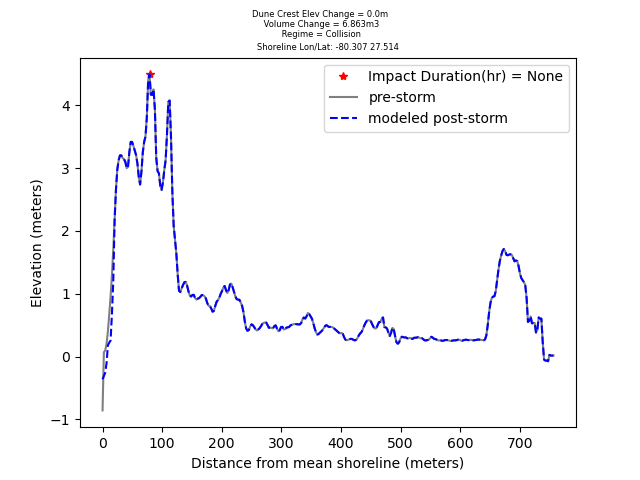 Dune Crest Elev Change = 0.0m
Volume Change = 6.863m3
Regime = Collision
Shoreline Lon/Lat: -80.307 27.514
Impact Duration(hr) = None
pre-storm
modeled post-storm
Elevation (meters)
4
3
2
1
0
−1
0 100 200 300 400 500 600 700
Distance from mean shoreline (meters)